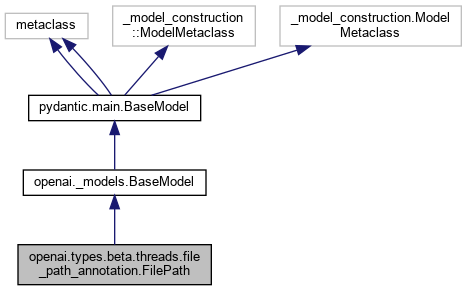 metaclass
_model_construction
::ModelMetaclass
_model_construction.Model
Metaclass
pydantic.main.BaseModel
openai._models.BaseModel
openai.types.beta.threads.file
_path_annotation.FilePath